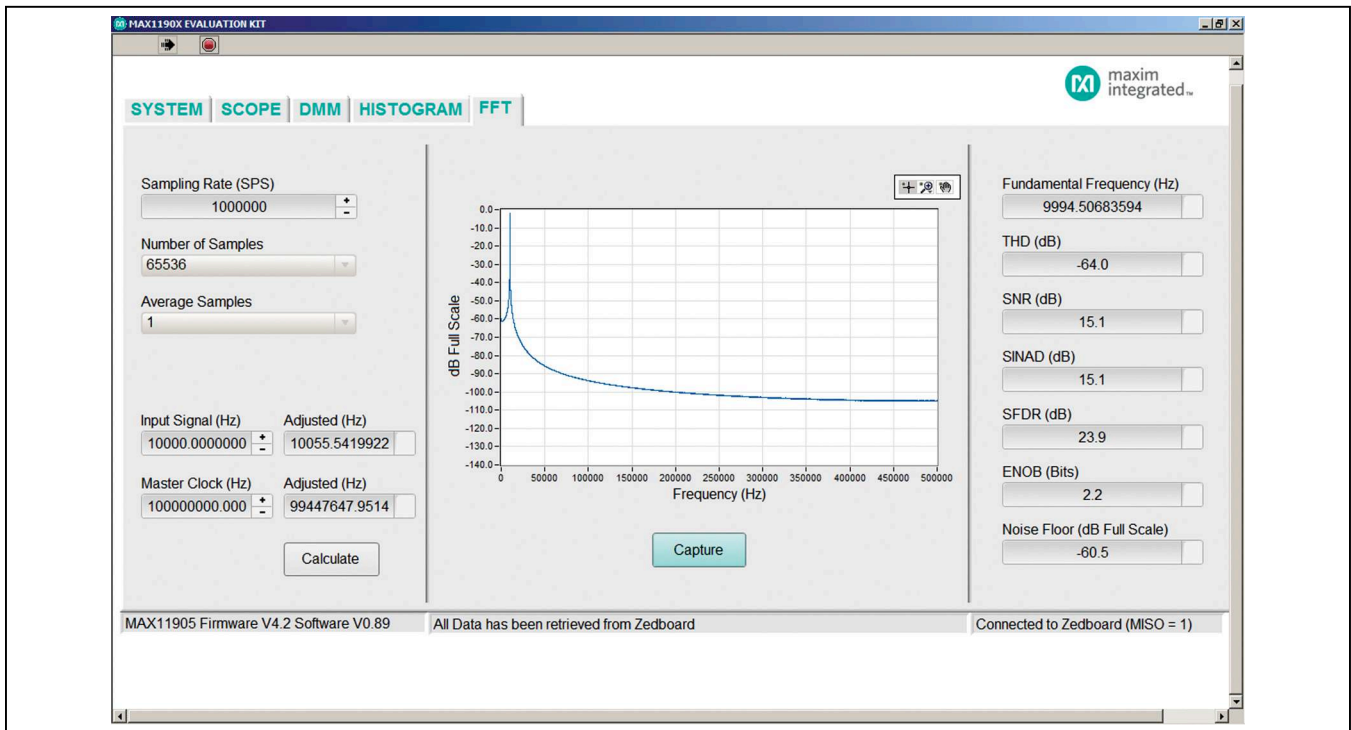 MAX1190X EVALUATION KIT
maxim
integrated™
SYSTEM SCOPE DMM HISTOGRAM FFT
Sampling Rate (SPS)
1000000
Number of Samples
65536
Average Samples
1
Input Signal (Hz) Adjusted (Hz)
10000.0000000 10055.5419922
Master Clock (Hz) Adjusted (Hz)
100000000.000 99447647.9514
Calculate
dB Full Scale
0.0
-10.0
-20.0
-30.0
-40.0
-50.0
-60.0
-70.0
-80.0
-90.0
-100.0
-110.0
-120.0
-130.0
-140.0
0 50000 100000 150000 200000 250000 300000 350000 400000 450000 500000
Frequency (Hz)
Capture
Fundamental Frequency (Hz)
9994.50683594
THD (dB)
-64.0
SNR (dB)
15.1
SINAD (dB)
15.1
SFDR (dB)
23.9
ENOB (Bits)
2.2
Noise Floor (dB Full Scale)
-60.5
MAX11905 Firmware V4.2 Software V0.89 All Data has been retrieved from Zedboard Connected to Zedboard (MISO = 1)